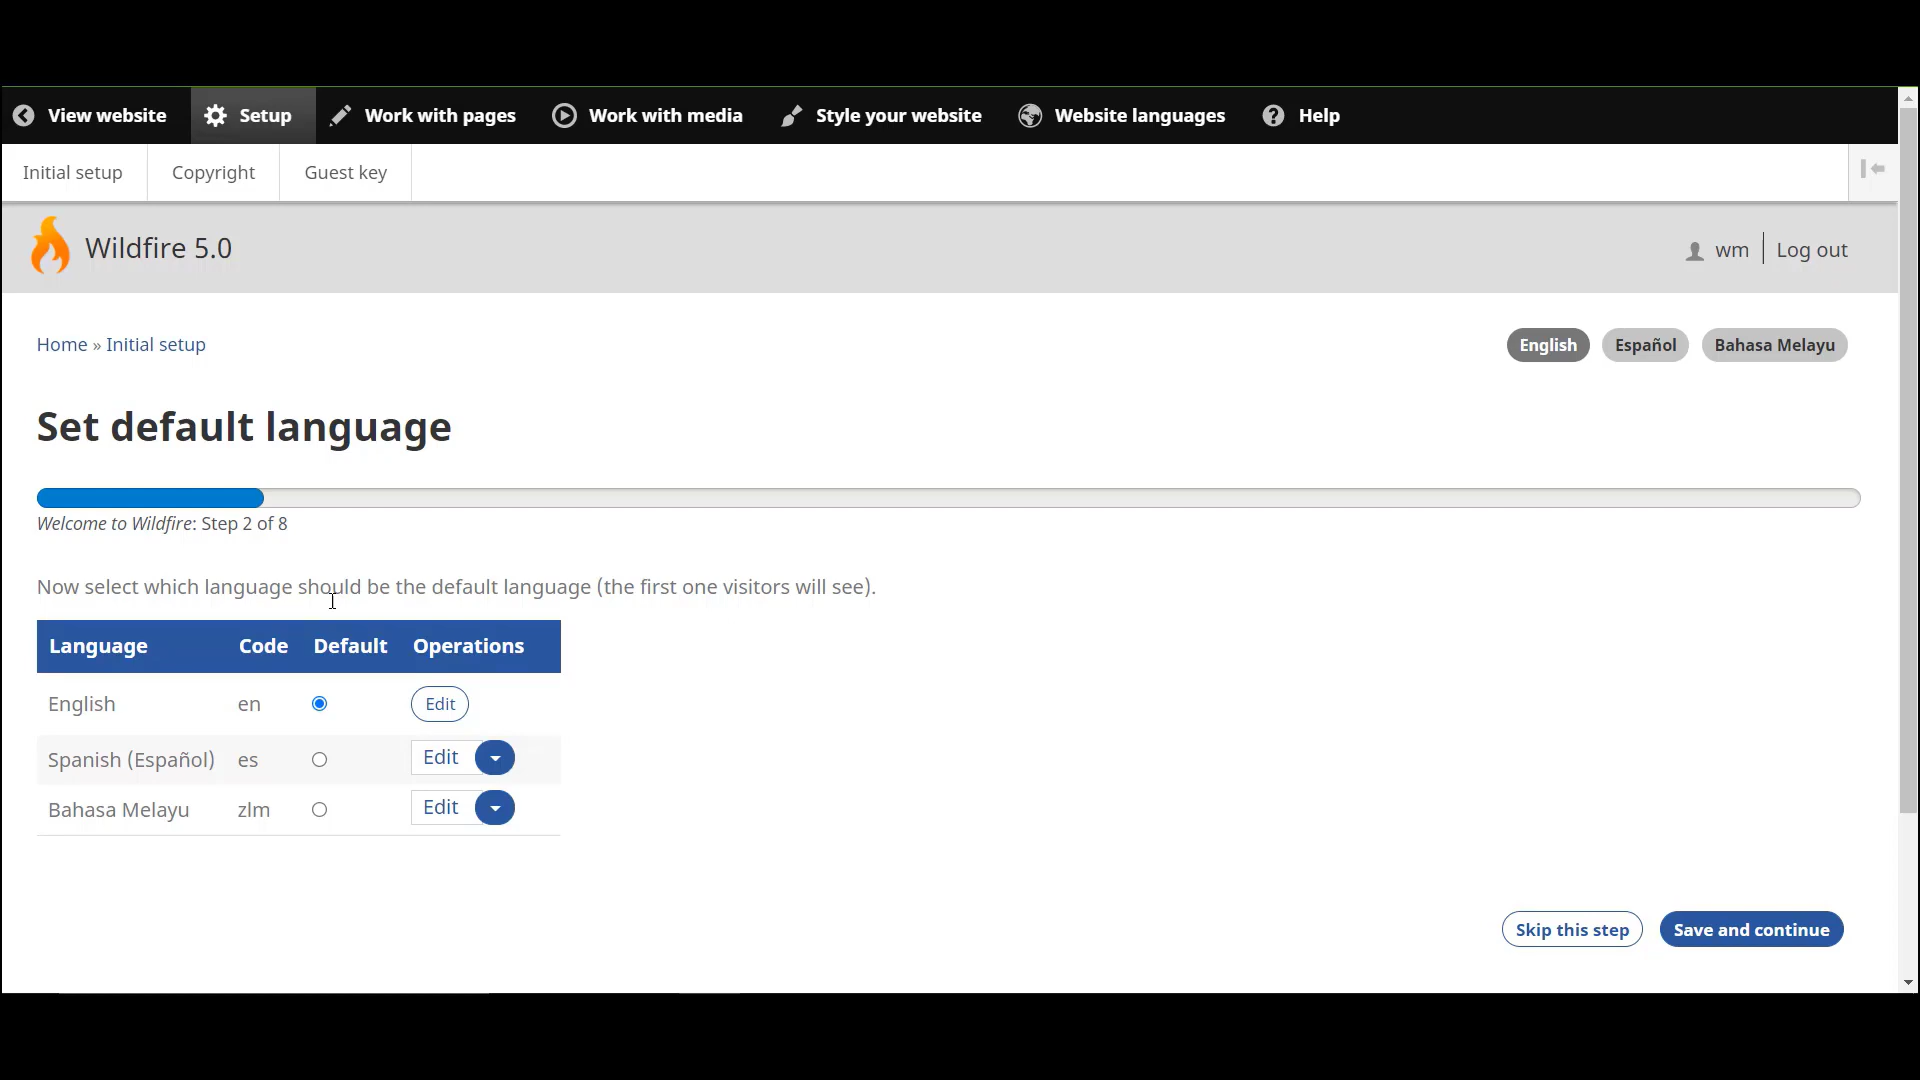 View website
Setup
Work with pages
Work with media
Style your website
Website languages
Help
Initial setup
Copyright
Guest key
Wildfire 5.0
wm
Log out
Home » Initial setup
English
Español
Bahasa Melayu
Set default language
Welcome to Wildfire: Step 2 of 8
Now select which language should be the default language (the first one visitors will see).
Language Code Default Operations
English en Edit
Spanish (Español) es Edit
Bahasa Melayu zlm Edit
Skip this step
Save and continue